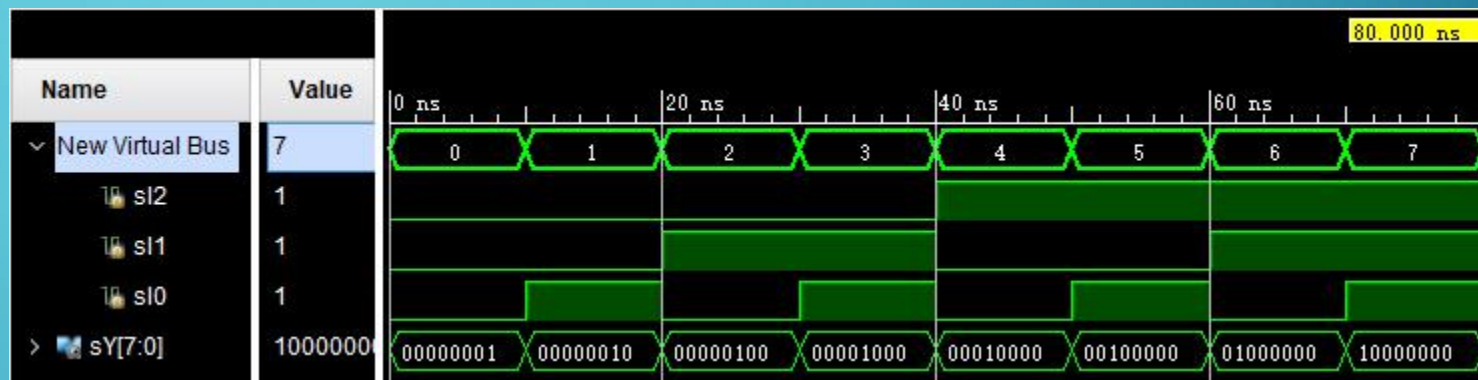 80.000 ns
Name Value 0 ns 20 ns 40 ns 60 ns
New Virtual Bus 7 0 1 2 3 4 5 6 7
sI2 1
sI1 1
sI0 1
sY[7:0] 10000000 00000001 00000010 00000100 00001000 00010000 00100000 01000000 10000000